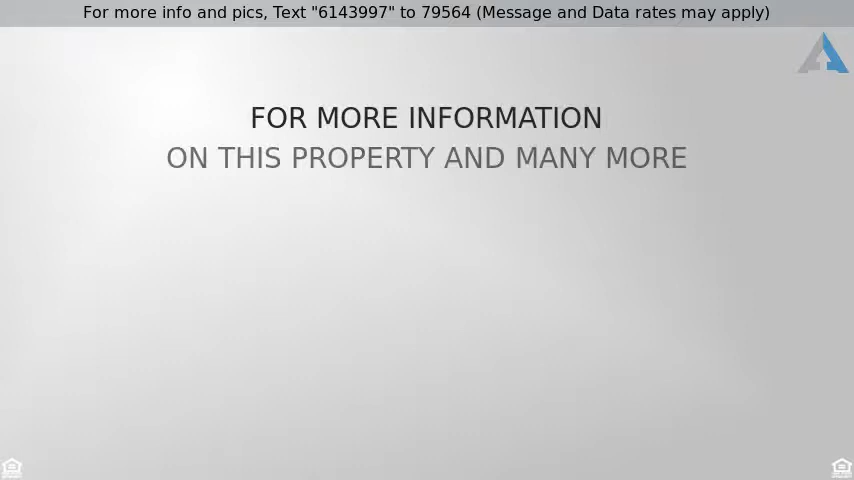 For more info and pics, Text "6143997" to 79564 (Message and Data rates may apply)
FOR MORE INFORMATION
ON THIS PROPERTY AND MANY MORE